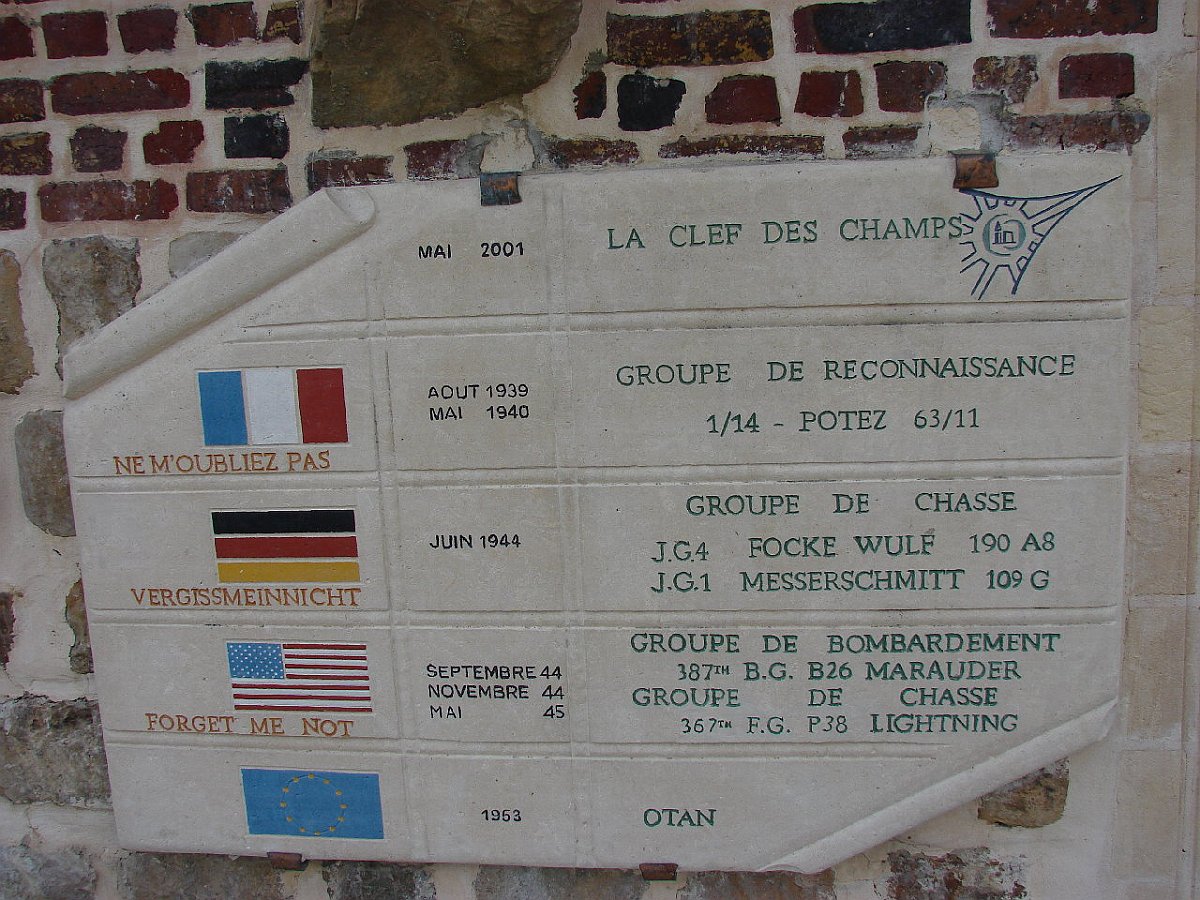 MAI 2001
LA CLEF DES CHAMPS
AOUT 1939
MAI 1940
GROUPE DE RECONNAISSANCE
1/14 - POTEZ 63/11
NE M'OUBLIEZ PAS
JUIN 1944
GROUPE DE CHASSE
J.G.4 FOCKE WULF 190 A8
J.G.1 MESSERSCHMITT 109 G
VERGISSMEINNICHT
SEPTEMBRE 44
NOVEMBRE 44
MAI 45
GROUPE DE BOMBARDEMENT
387TH B.G. B26 MARAUDER
GROUPE DE CHASSE
367TH F.G. P38 LIGHTNING
FORGET ME NOT
1953
OTAN